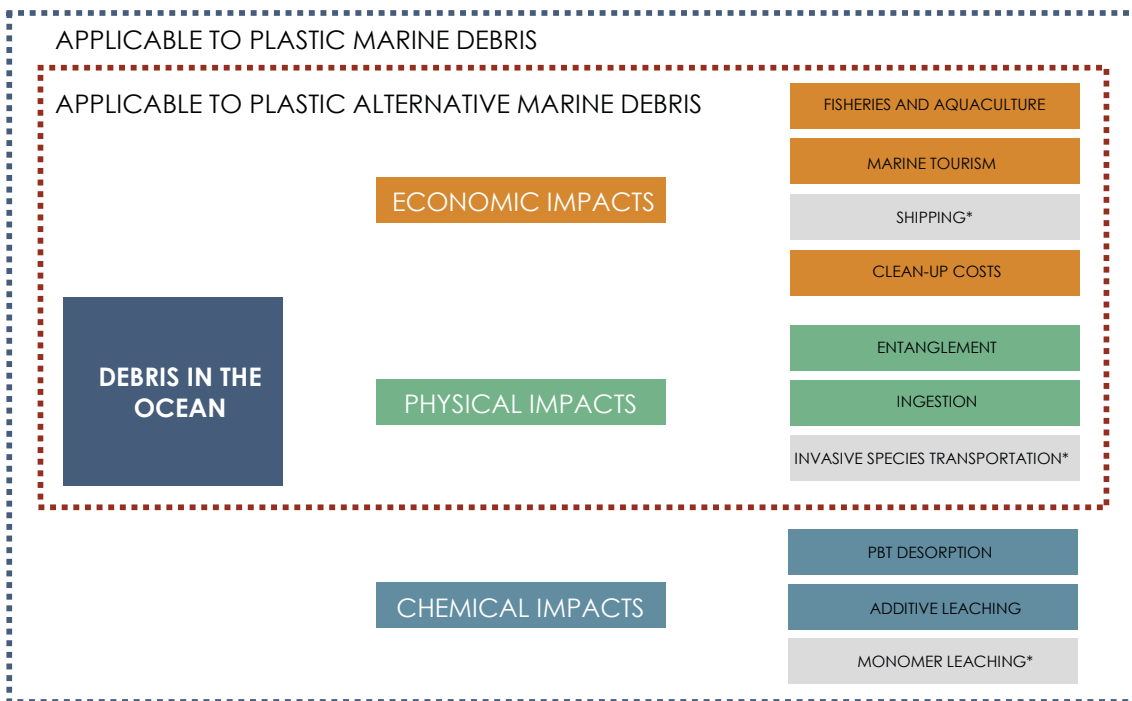 APPLICABLE TO PLASTIC MARINE DEBRIS
APPLICABLE TO PLASTIC ALTERNATIVE MARINE DEBRIS
DEBRIS IN THE
OCEAN
ECONOMIC IMPACTS
FISHERIES AND AQUACULTURE
MARINE TOURISM
SHIPPING*
CLEAN-UP COSTS
PHYSICAL IMPACTS
ENTANGLEMENT
INGESTION
INVASIVE SPECIES TRANSPORTATION*
CHEMICAL IMPACTS
PBT DESORPTION
ADDITIVE LEACHING
MONOMER LEACHING*